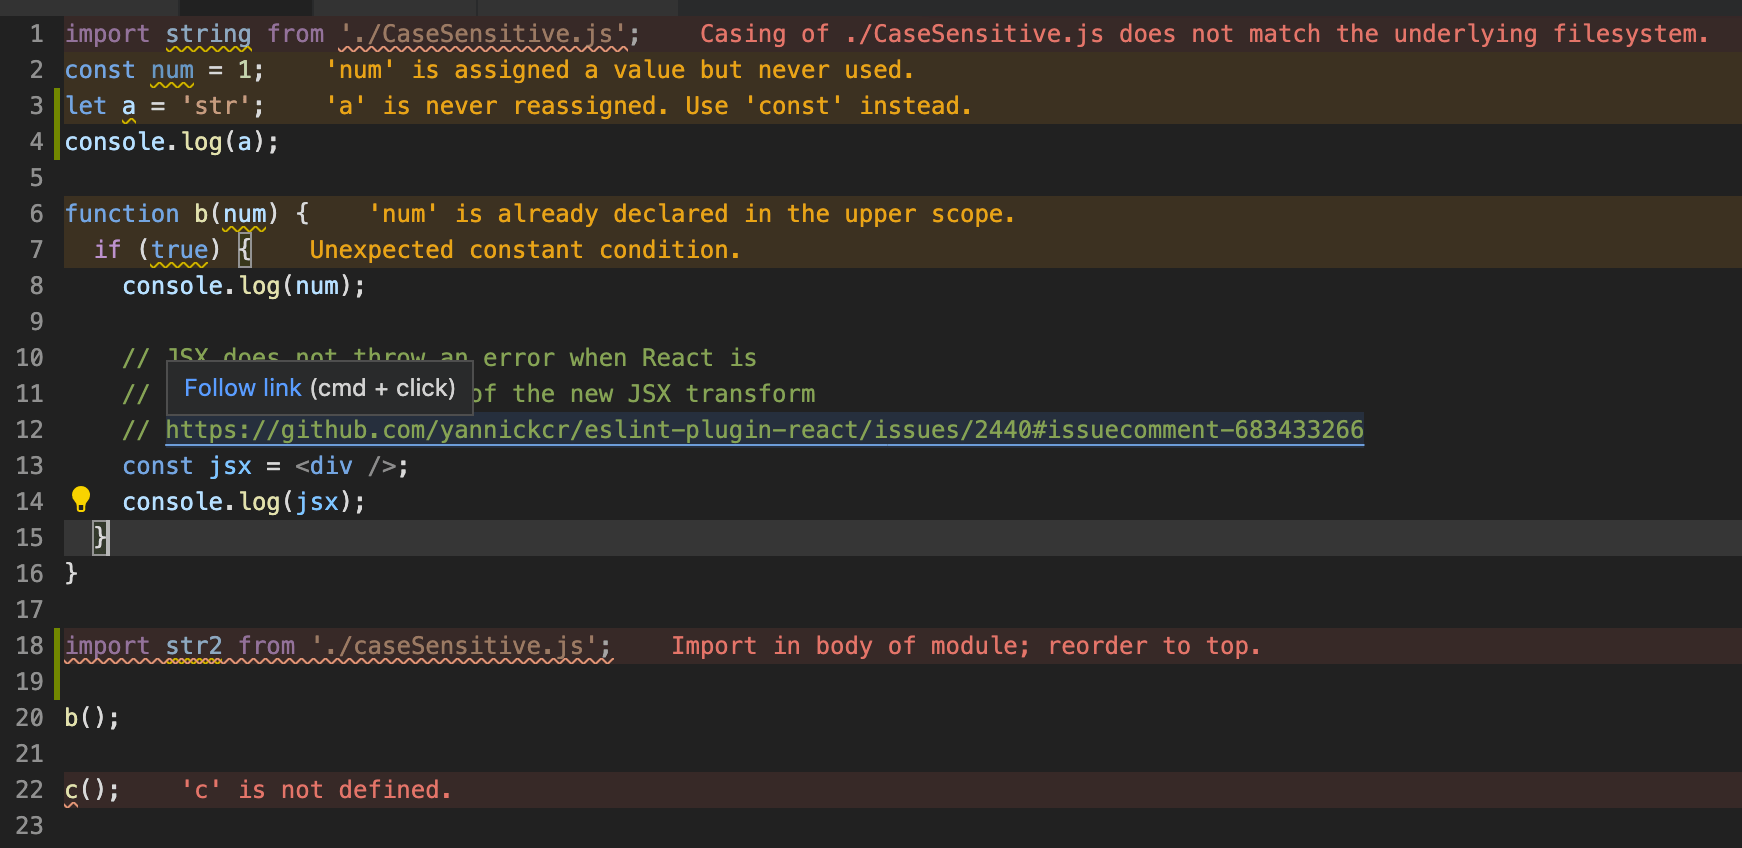 1 import string from './CaseSensitive.js'; Casing of ./CaseSensitive.js does not match the underlying filesystem.
2 const num = 1; 'num' is assigned a value but never used.
3 let a = 'str'; 'a' is never reassigned. Use 'const' instead.
4 console.log(a);
5
6 function b(num) { 'num' is already declared in the upper scope.
7 if (true) { Unexpected constant condition.
8 console.log(num);
9
10 // JSX does not throw an error when React is
Follow link (cmd + click)
11 // of the new JSX transform
12 // https://github.com/yannickcr/eslint-plugin-react/issues/2440#issuecomment-683433266
13 const jsx = <div />;
14 console.log(jsx);
15 }
16 }
17
18 import str2 from './caseSensitive.js'; Import in body of module; reorder to top.
19
20 b();
21
22 c(); 'c' is not defined.
23